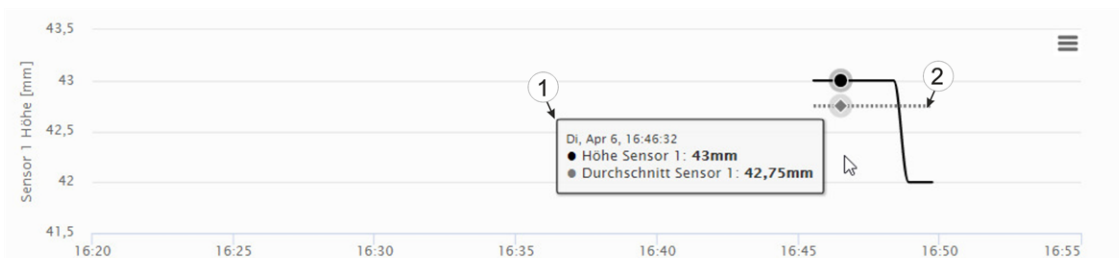 43,5
43
42,5
42
41,5
Sensor 1 Höhe [mm]
1
2
Di, Apr 6, 16:46:32
Höhe Sensor 1: 43mm
Durchschnitt Sensor 1: 42,75mm
16:20 16:25 16:30 16:35 16:40 16:45 16:50 16:55